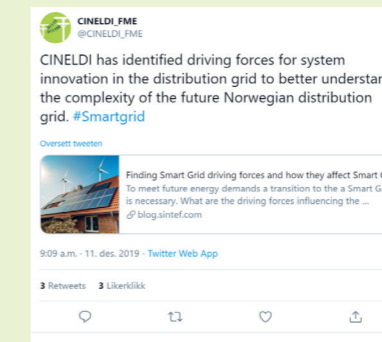 CINELDI_FME
@CINELDI_FME
CINELDI has identified driving forces for system
innovation in the distribution grid to better understan
the complexity of the future Norwegian distribution
grid. #Smartgrid
Oversett tweeten
Finding Smart Grid driving forces and how they affect Smart G
To meet future energy demands a transition to the a Smart G
is necessary. What are the driving forces influencing the ...
blog.sintef.com
9:09 a.m. · 11. des. 2019 · Twitter Web App
3 Retweets 3 Likerklikk